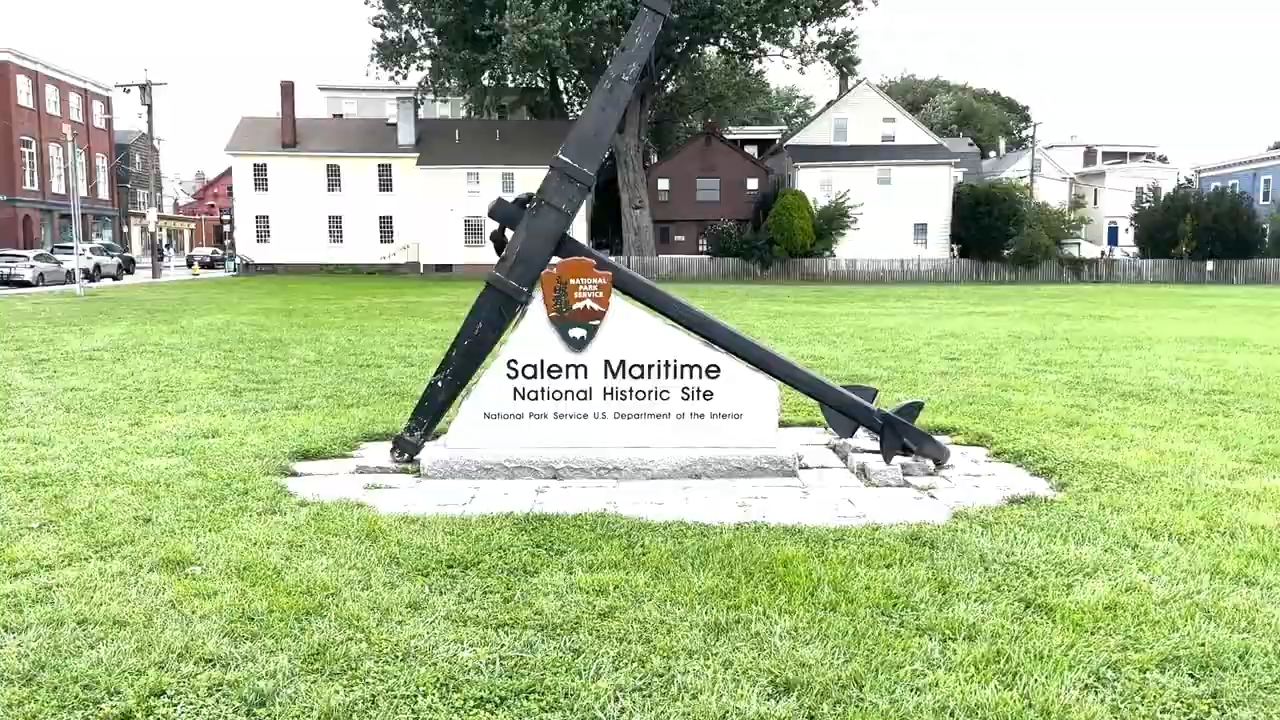 NATIONAL
PARK
SERVICE
Salem Maritime
National Historic Site
National Park Service U.S. Department of the Interior